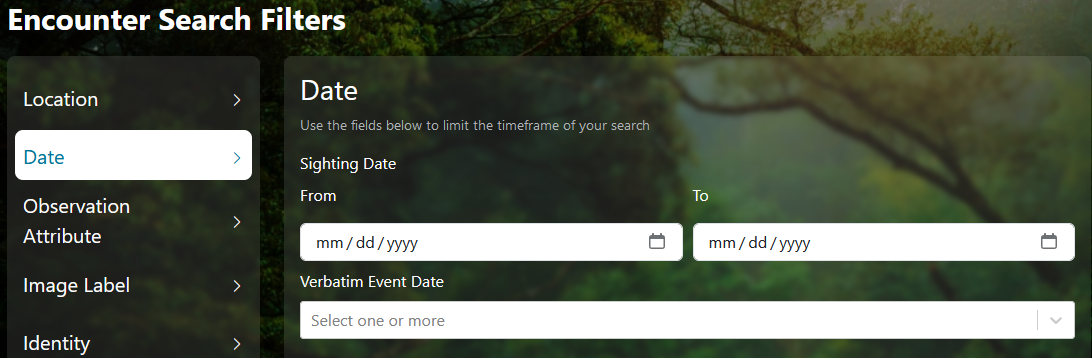 Encounter Search Filters
Location
Date
Observation
Attribute
Image Label
Identity
Date
Use the fields below to limit the timeframe of your search
Sighting Date
From To
mm/dd/yyyy mm/dd/yyyy
Verbatim Event Date
Select one or more